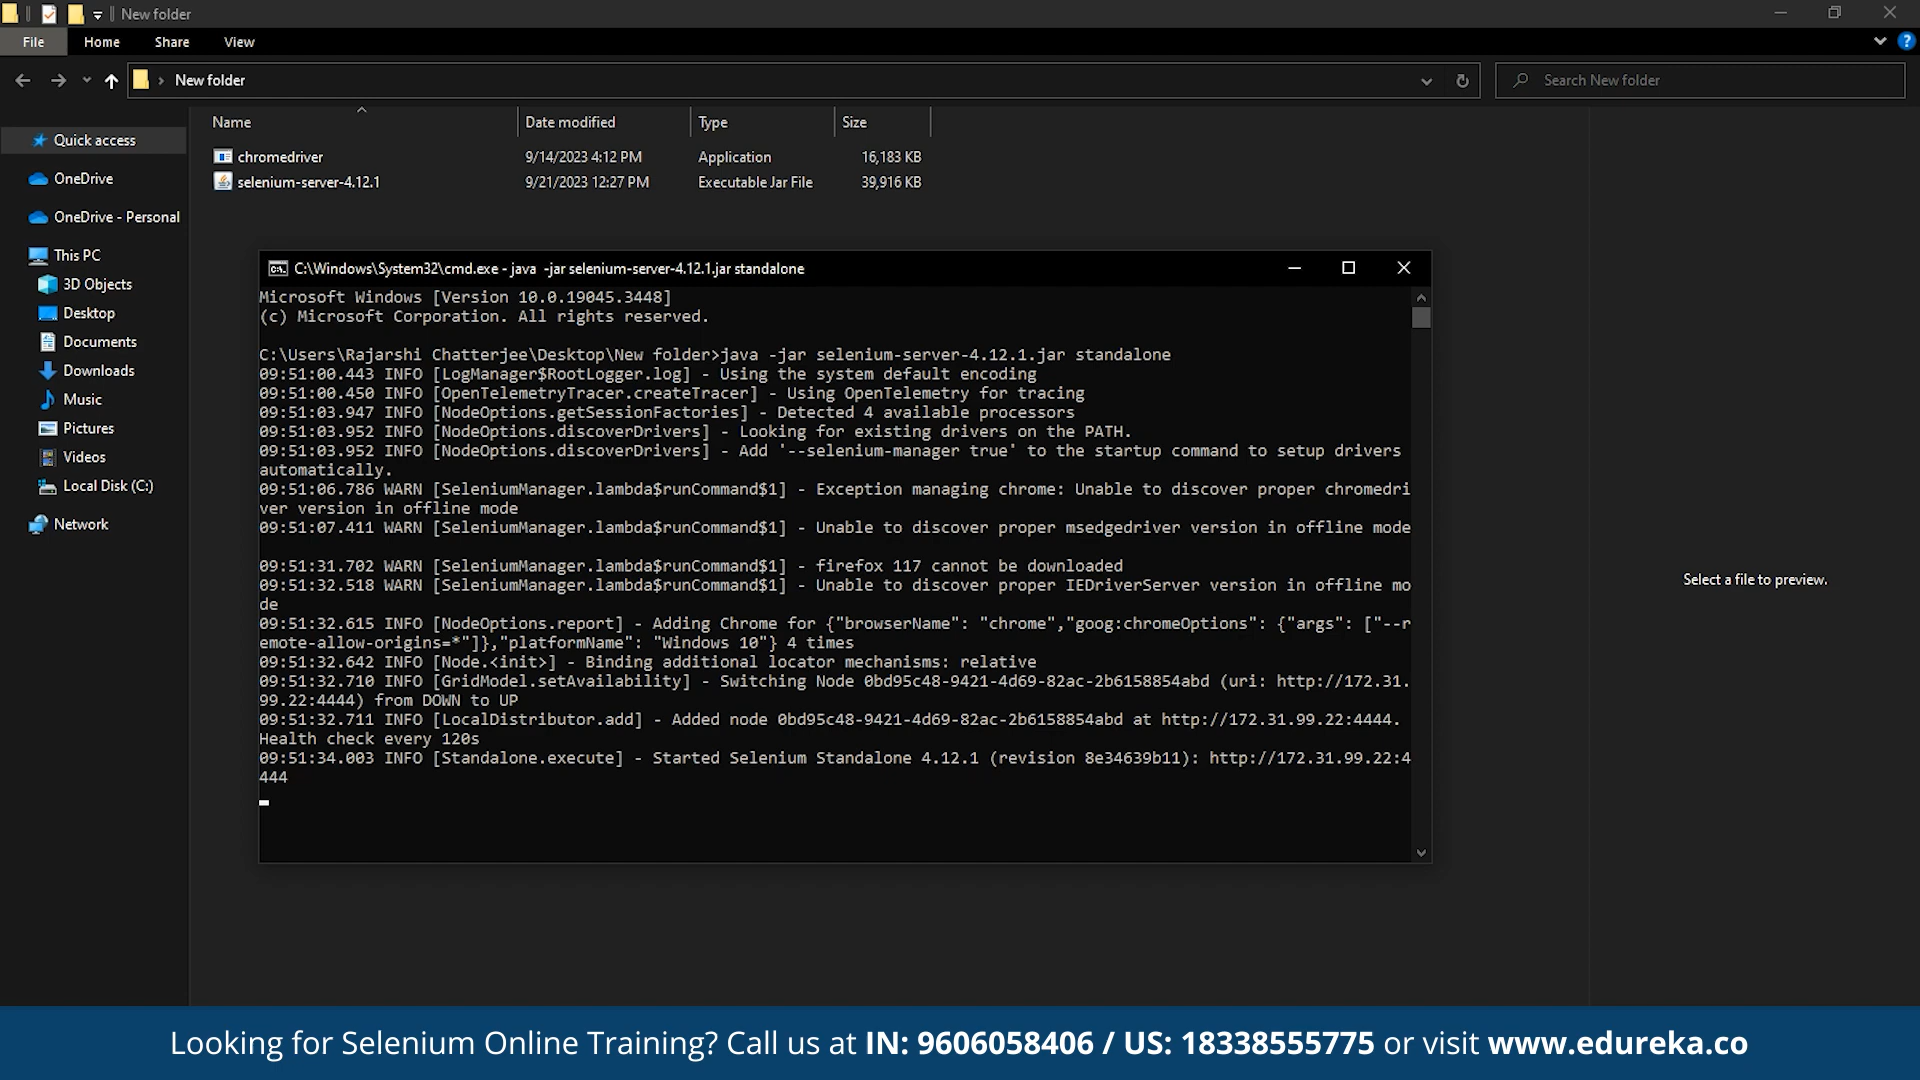 New folder
File Home Share View
New folder
Search New folder
Name Date modified Type Size
Quick access
chromedriver 9/14/2023 4:12 PM Application 16,183 KB
OneDrive
selenium-server-4.12.1 9/21/2023 12:27 PM Executable Jar File 39,916 KB
OneDrive - Personal
This PC
3D Objects
Desktop
Documents
Downloads
Music
Pictures
Videos
Local Disk (C:)
Network
C:\Windows\System32\cmd.exe - java -jar selenium-server-4.12.1.jar standalone
Microsoft Windows [Version 10.0.19045.3448]
(c) Microsoft Corporation. All rights reserved.
C:\Users\Rajarshi Chatterjee\Desktop\New folder>java -jar selenium-server-4.12.1.jar standalone
09:51:00.443 INFO [LogManager$RootLogger.log] - Using the system default encoding
09:51:00.450 INFO [OpenTelemetryTracer.createTracer] - Using OpenTelemetry for tracing
09:51:03.947 INFO [NodeOptions.getSessionFactories] - Detected 4 available processors
09:51:03.952 INFO [NodeOptions.discoverDrivers] - Looking for existing drivers on the PATH.
09:51:03.952 INFO [NodeOptions.discoverDrivers] - Add '--selenium-manager true' to the startup command to setup drivers
automatically.
09:51:06.786 WARN [SeleniumManager.lambda$runCommand$1] - Exception managing chrome: Unable to discover proper chromedri
ver version in offline mode
09:51:07.411 WARN [SeleniumManager.lambda$runCommand$1] - Unable to discover proper msedgedriver version in offline mode
09:51:31.702 WARN [SeleniumManager.lambda$runCommand$1] - firefox 117 cannot be downloaded
09:51:32.518 WARN [SeleniumManager.lambda$runCommand$1] - Unable to discover proper IEDriverServer version in offline mo
de
09:51:32.615 INFO [NodeOptions.report] - Adding Chrome for {"browserName": "chrome","goog:chromeOptions": {"args": ["--r
emote-allow-origins=*"]},"platformName": "Windows 10"} 4 times
09:51:32.642 INFO [Node.<init>] - Binding additional locator mechanisms: relative
09:51:32.710 INFO [GridModel.setAvailability] - Switching Node 0bd95c48-9421-4d69-82ac-2b6158854abd (uri: http://172.31.
99.22:4444) from DOWN to UP
09:51:32.711 INFO [LocalDistributor.add] - Added node 0bd95c48-9421-4d69-82ac-2b6158854abd at http://172.31.99.22:4444.
Health check every 120s
09:51:34.003 INFO [Standalone.execute] - Started Selenium Standalone 4.12.1 (revision 8e34639b11): http://172.31.99.22:4
444
Select a file to preview.
Looking for Selenium Online Training? Call us at IN: 9606058406 / US: 18338555775 or visit www.edureka.co